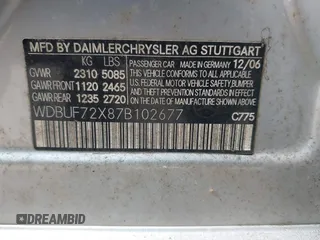 MFD BY DAIMLERCHRYSLER AG STUTTGART
PASSENGER CAR MADE IN GERMANY 12/06
KG LBS
GVWR 2310 5085
GAWR FRONT 1120 2465
GAWR REAR 1235 2720
THIS VEHICLE CONFORMS TO ALL
APPLICABLE U.S. FEDERAL MOTOR
VEHICLE SAFETY, BUMPER AND
THEFT PREVENTION STANDARDS
IN EFFECT ON THE DATE OF
MANUFACTURE SHOWN ABOVE.
WDBUF72X87B102677
C775
DREAMBID